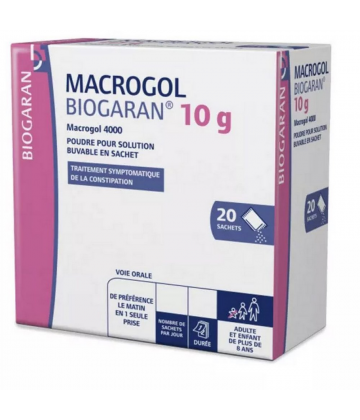 BIOGARAN
MACROGOL
BIOGARAN® 10 g
Macrogol 4000
POUDRE POUR SOLUTION
BUVABLE EN SACHET
TRAITEMENT SYMPTOMATIQUE
DE LA CONSTIPATION
20
SACHETS
VOIE ORALE
DE PRÉFÉRENCE
LE MATIN
EN 1 SEULE
PRISE
NOMBRE DE
SACHETS
PAR JOUR
DURÉE
ADULTE
ET ENFANT
DE PLUS DE
8 ANS
BIOGARAN
MACROGOL
BIOGARAN®
10 g
Macrogol 4000
POUDRE POUR SOLUTION
BUVABLE EN SACHET
20
SACHETS